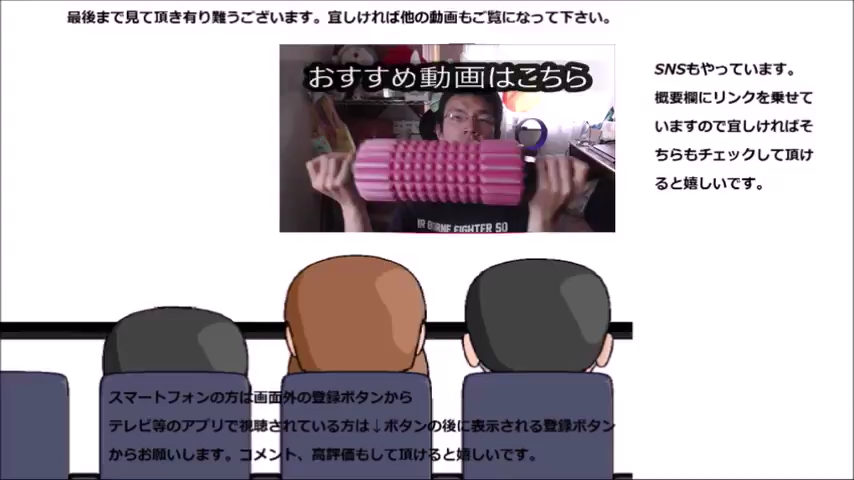 最後まで見て頂き有り難うございます。宜しければ他の動画もご覧になって下さい。
おすすめ動画はこちら
IR BORNE FIGHTER SO
SNSもやっています。
概要欄にリンクを乗せて
いますので宜しければそ
ちらもチェックして頂け
ると嬉しいです。
スマートフォンの方は画面外の登録ボタンから
テレビ等のアプリで視聴されている方は↓ボタンの後に表示される登録ボタン
からお願いします。コメント、高評価もして頂けると嬉しいです。